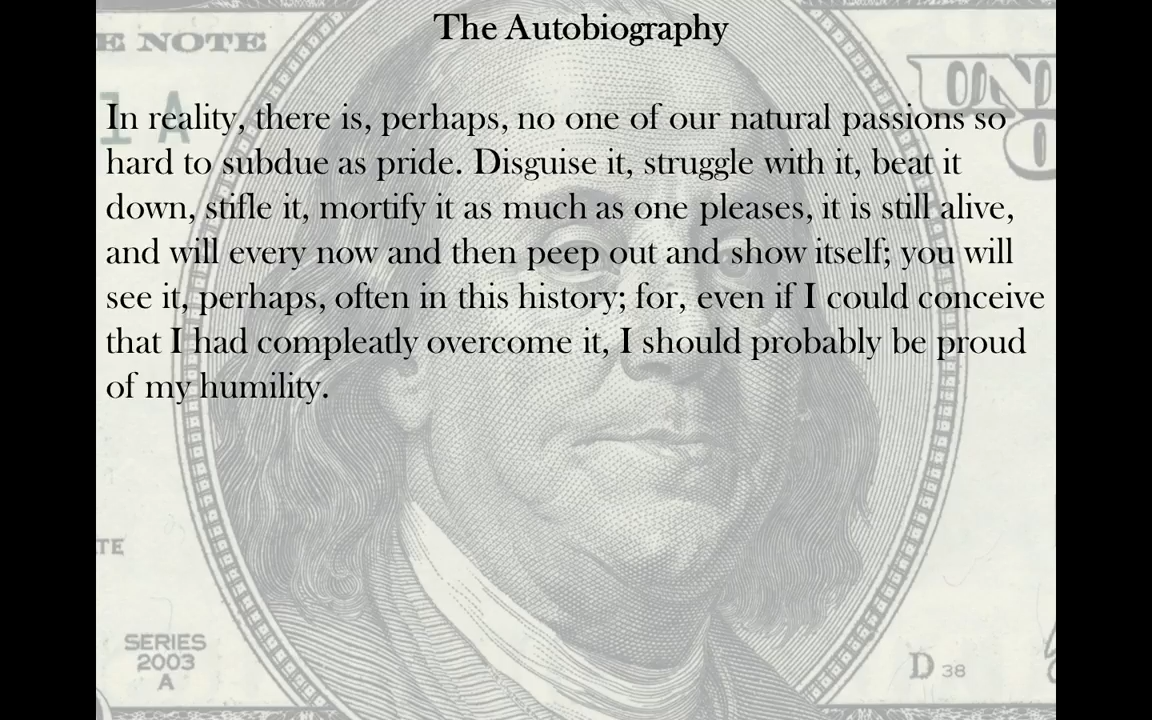 The Autobiography
E NOTE
1 A
In reality, there is, perhaps, no one of our natural passions so
hard to subdue as pride. Disguise it, struggle with it, beat it
down, stifle it, mortify it as much as one pleases, it is still alive,
and will every now and then peep out and show itself; you will
see it, perhaps, often in this history; for, even if I could conceive
that I had compleatly overcome it, I should probably be proud
of my humility.
TE
SERIES
2003
A
D 38